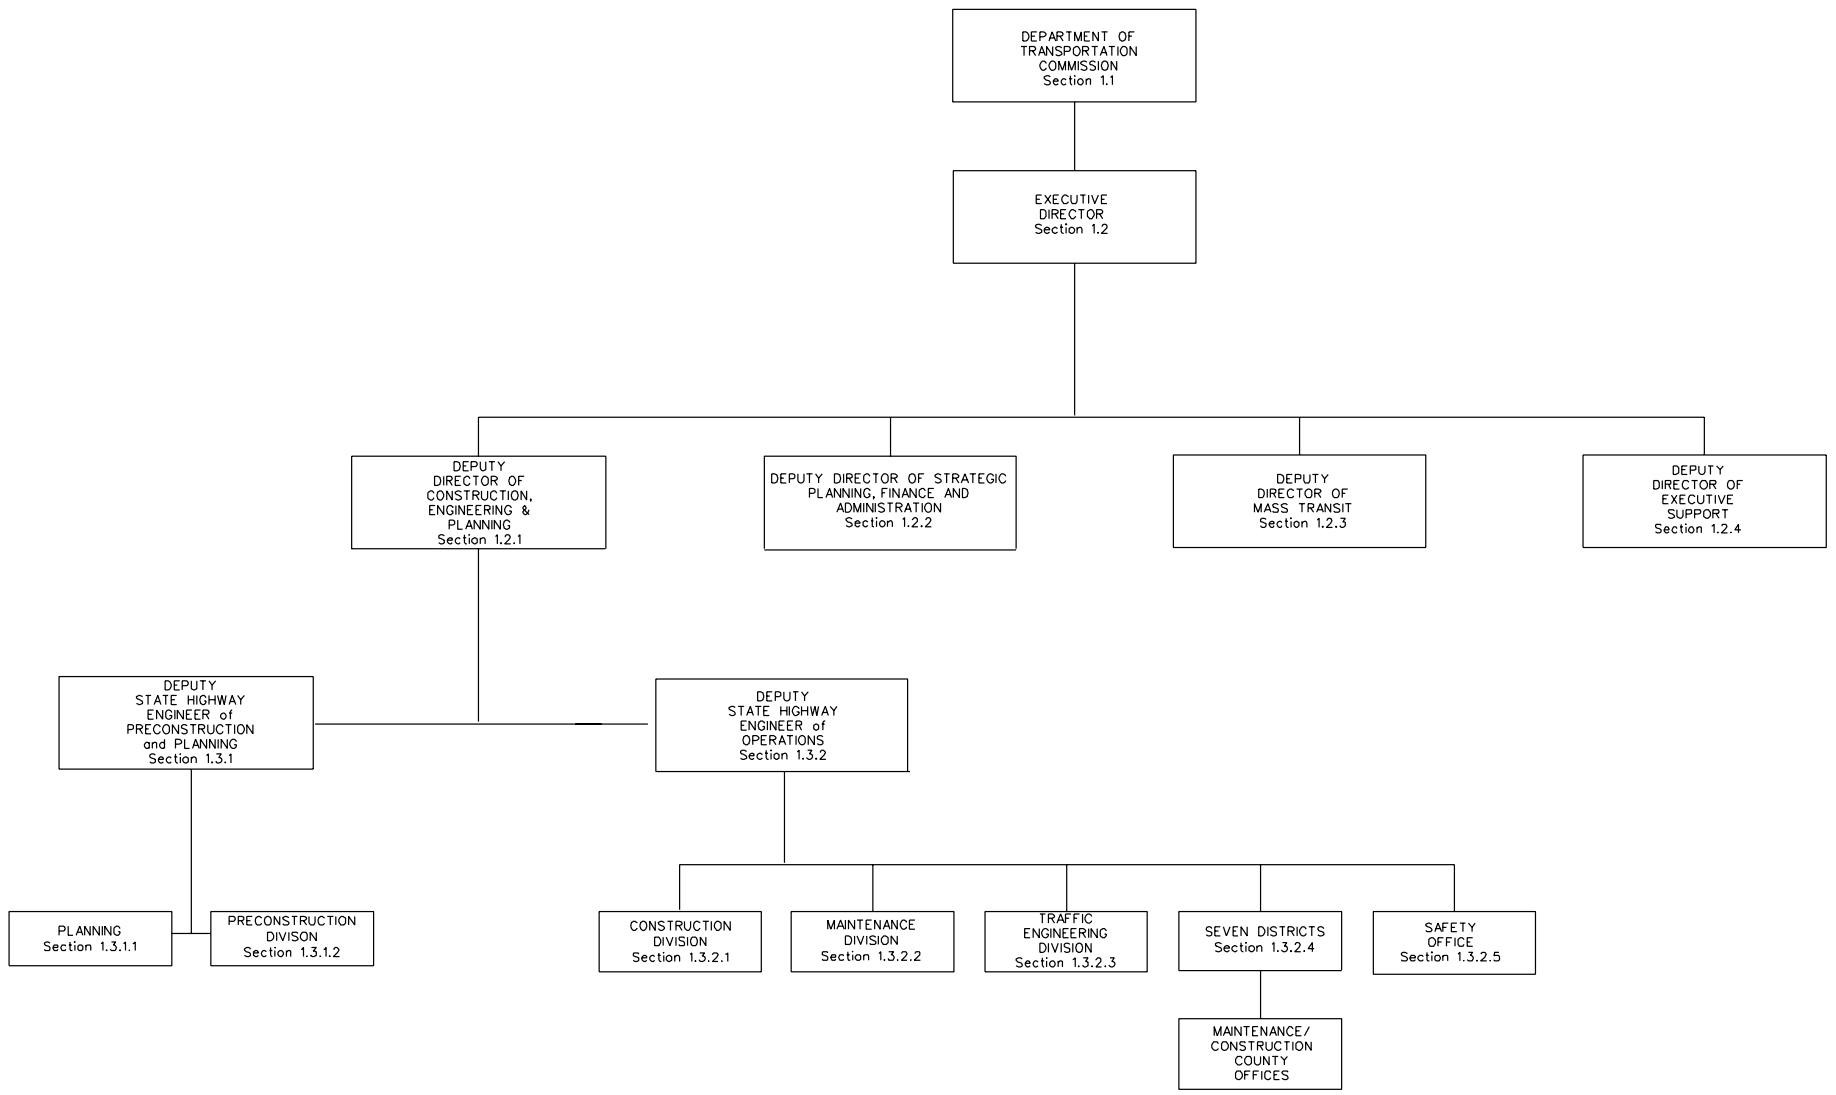 DEPARTMENT OF
TRANSPORTATION
COMMISSION
Section 1.1
EXECUTIVE
DIRECTOR
Section 1.2
DEPUTY
DIRECTOR OF
CONSTRUCTION,
ENGINEERING &
PLANNING
Section 1.2.1
DEPUTY DIRECTOR OF STRATEGIC
PLANNING, FINANCE AND
ADMINISTRATION
Section 1.2.2
DEPUTY
DIRECTOR OF
MASS TRANSIT
Section 1.2.3
DEPUTY
DIRECTOR OF
EXECUTIVE
SUPPORT
Section 1.2.4
DEPUTY
STATE HIGHWAY
ENGINEER of
PRECONSTRUCTION
and PLANNING
Section 1.3.1
DEPUTY
STATE HIGHWAY
ENGINEER of
OPERATIONS
Section 1.3.2
PLANNING
Section 1.3.1.1
PRECONSTRUCTION
DIVISON
Section 1.3.1.2
CONSTRUCTION
DIVISION
Section 1.3.2.1
MAINTENANCE
DIVISION
Section 1.3.2.2
TRAFFIC
ENGINEERING
DIVISION
Section 1.3.2.3
SEVEN DISTRICTS
Section 1.3.2.4
SAFETY
OFFICE
Section 1.3.2.5
MAINTENANCE/
CONSTRUCTION
COUNTY
OFFICES